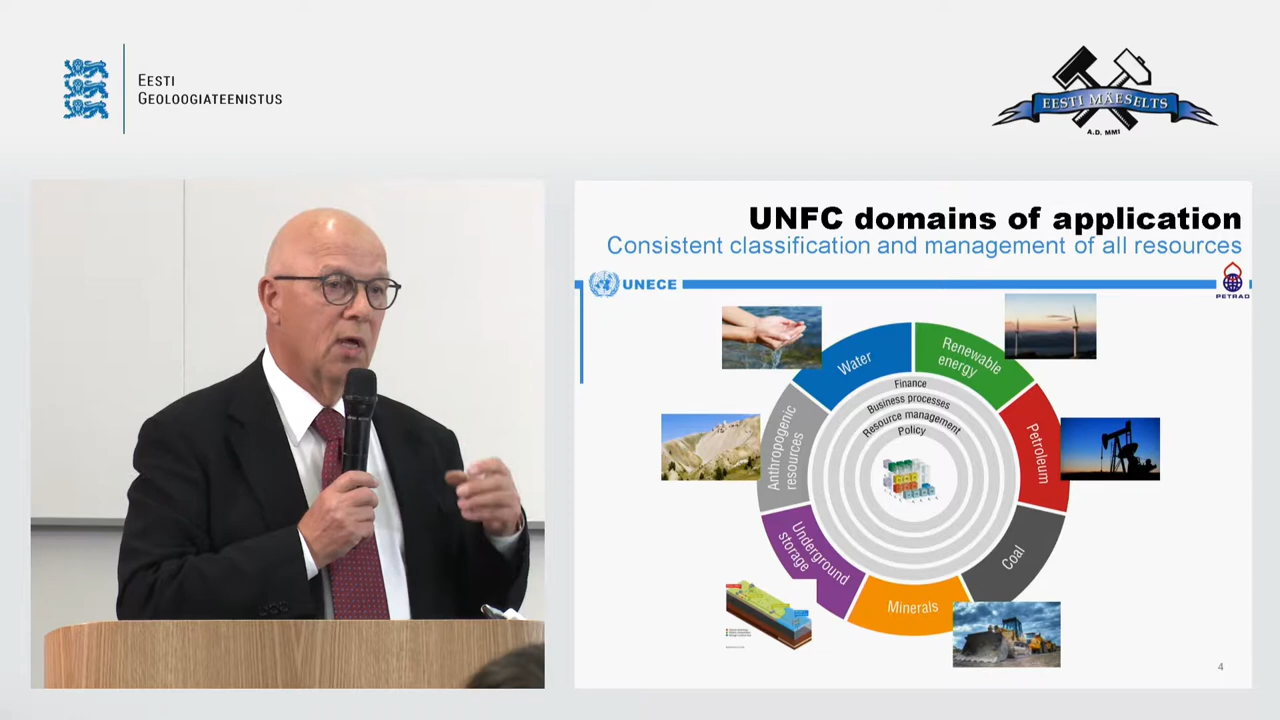 EESTI
GEOLOOGIATEENISTUS
EESTI MÄESELTS
A.D. MMI
UNFC domains of application
Consistent classification and management of all resources
UNECE
PETRAD
Water
Renewable
energy
Petroleum
Coal
Minerals
Underground
storage
Anthropogenic
resources
Finance
Business processes
Resource management
Policy
4